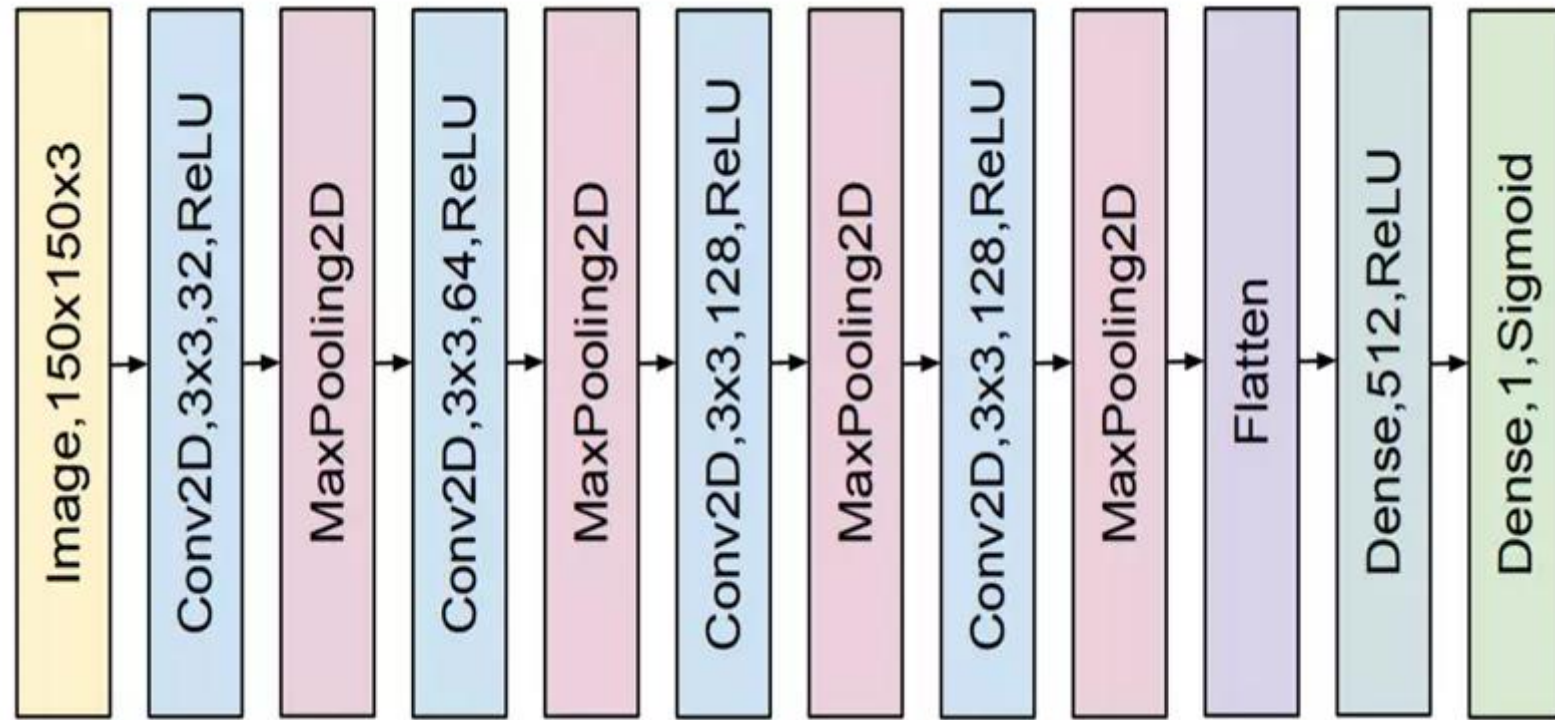 Image,150x150x3
Conv2D,3x3,32,ReLU
MaxPooling2D
Conv2D,3x3,64,ReLU
MaxPooling2D
Conv2D,3x3,128,ReLU
MaxPooling2D
Conv2D,3x3,128,ReLU
MaxPooling2D
Flatten
Dense,512,ReLU
Dense,1,Sigmoid